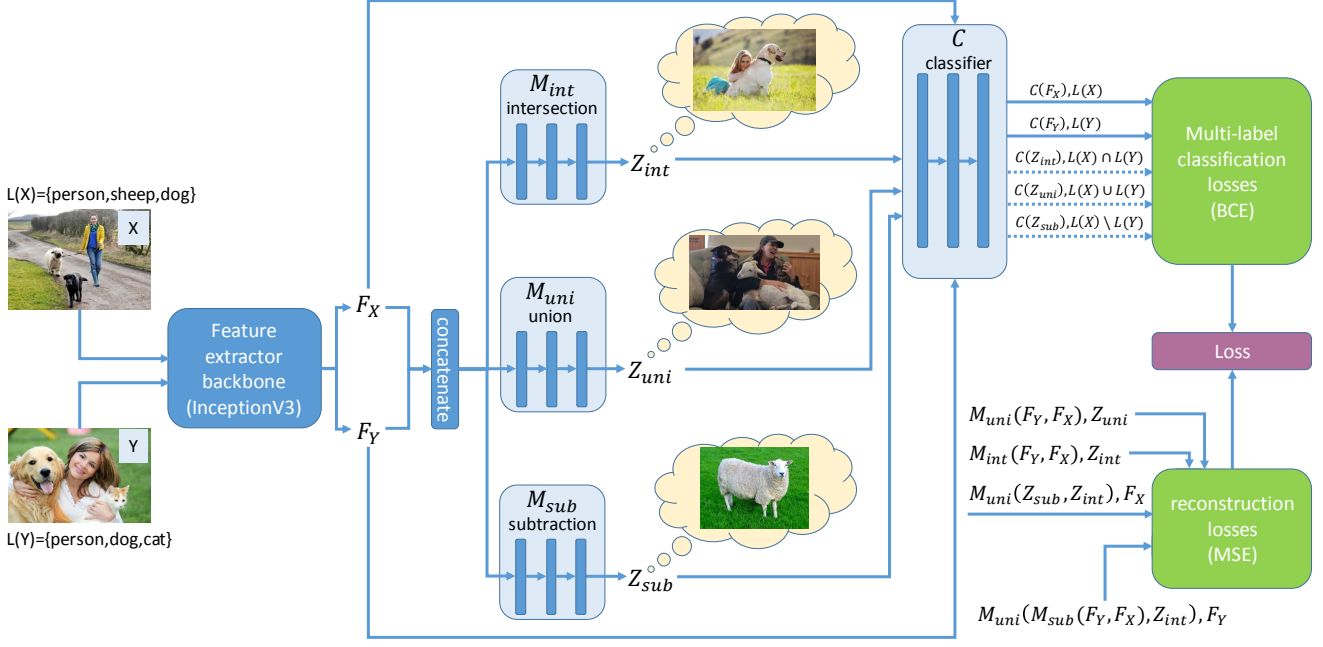 L(X)={person,sheep,dog}
X
Y
L(Y)={person,dog,cat}
Feature
extractor
backbone
(InceptionV3)
F_X
F_Y
concatenate
M_int
intersection
Z_int
M_uni
union
Z_uni
M_sub
subtraction
Z_sub
C
classifier
C(F_X),L(X)
C(F_Y),L(Y)
C(Z_int),L(X) ∩ L(Y)
C(Z_uni),L(X) ∪ L(Y)
C(Z_sub),L(X) \ L(Y)
Multi-label
classification
losses
(BCE)
Loss
M_uni(F_Y, F_X), Z_uni
M_int(F_Y, F_X), Z_int
M_uni(Z_sub, Z_int), F_X
reconstruction
losses
(MSE)
M_uni(M_sub(F_Y, F_X), Z_int), F_Y